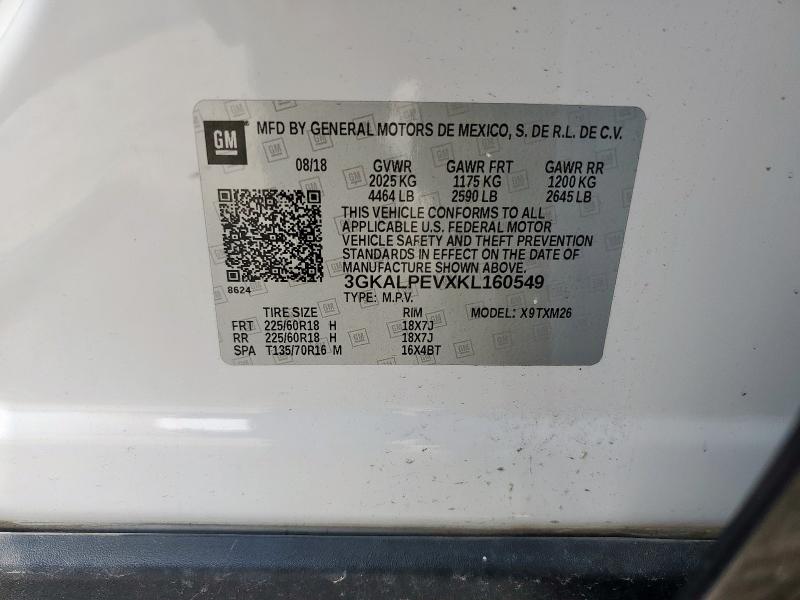 GM MFD BY GENERAL MOTORS DE MEXICO, S. DE R.L. DE C.V.
08/18 GVWR GAWR FRT GAWR RR
2025 KG 1175 KG 1200 KG
4464 LB 2590 LB 2645 LB
THIS VEHICLE CONFORMS TO ALL
APPLICABLE U.S. FEDERAL MOTOR
VEHICLE SAFETY AND THEFT PREVENTION
STANDARDS IN EFFECT ON THE DATE OF
MANUFACTURE SHOWN ABOVE.
8624
3GKALPEVXKL160549
TYPE: M.P.V.
TIRE SIZE RIM MODEL: X9TXM26
FRT 225/60R18 H 18X7J
RR 225/60R18 H 18X7J
SPA T135/70R16 M 16X4BT